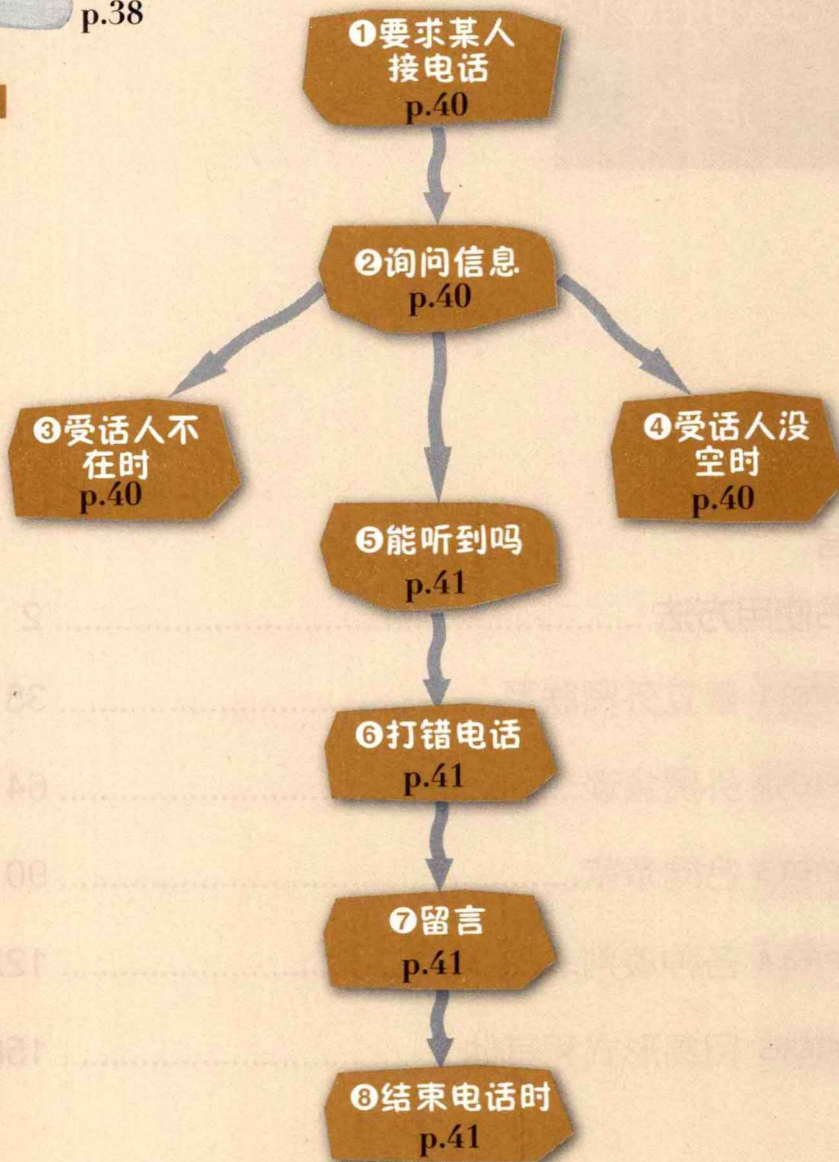 p.38
❶要求某人
接电话
p.40
❷询问信息
p.40
❸受话人不
在时
p.40
❹受话人没
空时
p.40
❺能听到吗
p.41
❻打错电话
p.41
❼留言
p.41
❽结束电话时
p.41